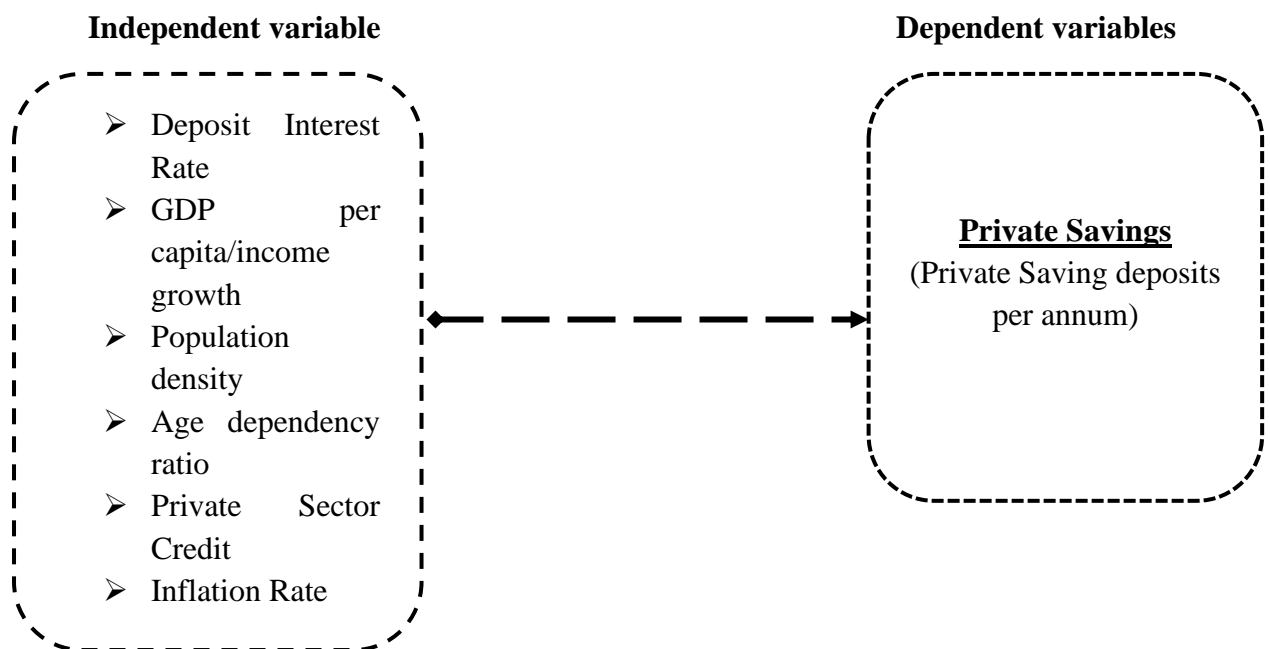 Independent variable
Dependent variables
➢ Deposit Interest
Rate
➢ GDP per
capita/income
growth
➢ Population
density
➢ Age dependency
ratio
➢ Private Sector
Credit
➢ Inflation Rate
Private Savings
(Private Saving deposits
per annum)